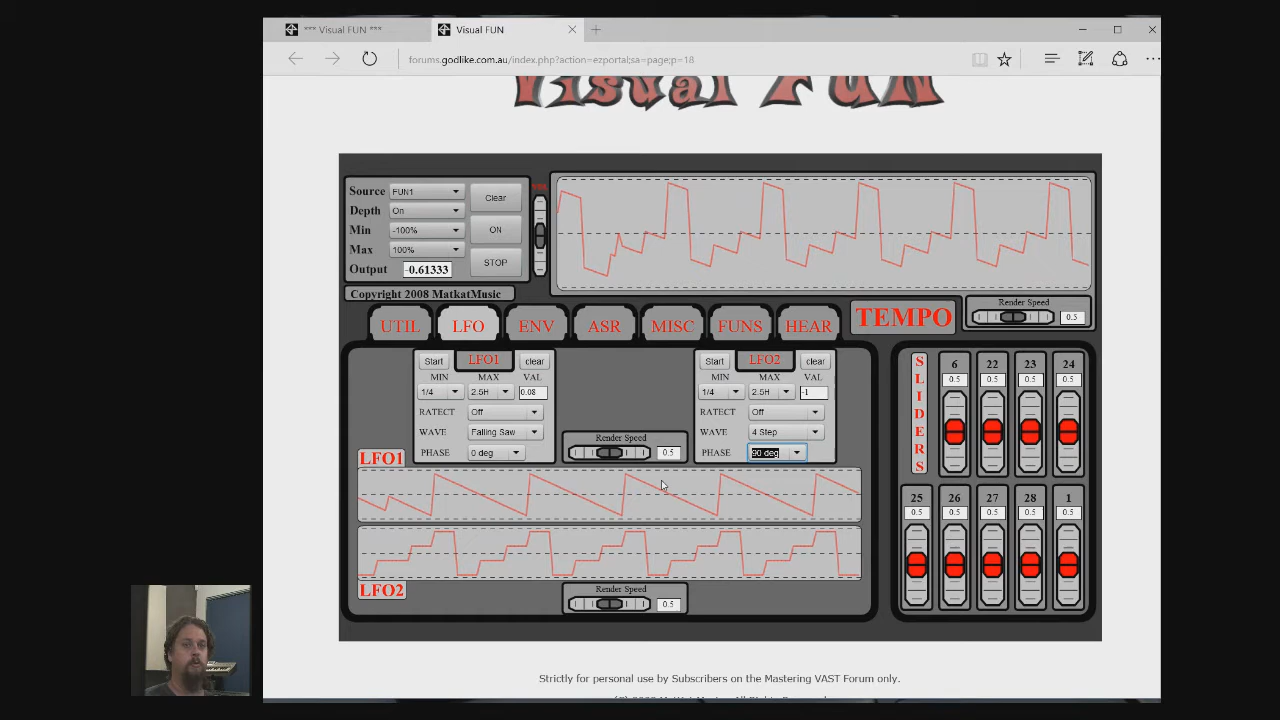 *** Visual FUN ***
Visual FUN
forums.godlike.com.au/index.php?action=ezportal;sa=page;p=18
Visual FUN
Source FUN1 Clear
Depth On
Min -100% ON
Max 100%
Output -0.61333 STOP
Copyright 2008 MatkatMusic
Render Speed
0.5
UTIL LFO ENV ASR MISC FUNS HEAR TEMPO
Start LFO1 clear
MIN MAX VAL
1/4 2.5H 0.08
RATECT Off
WAVE Falling Saw
PHASE 0 deg
Render Speed
0.5
Start LFO2 clear
MIN MAX VAL
1/4 2.5H -1
RATECT Off
WAVE 4 Step
PHASE 90 deg
LFO1
LFO2
Render Speed
0.5
SLIDERS
6 22 23 24
0.5 0.5 0.5 0.5
25 26 27 28 1
0.5 0.5 0.5 0.5 0.5
Strictly for personal use by Subscribers on the Mastering VAST Forum only.